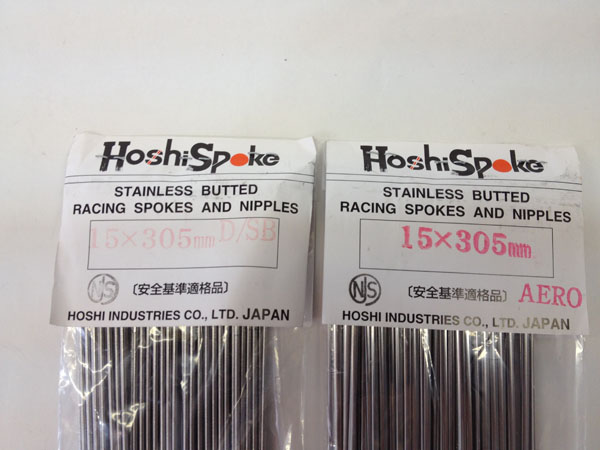 HoshiSpoke
STAINLESS BUTTED
RACING SPOKES AND NIPPLES
15×305mm D/SB
NJS [安全基準適格品]
HOSHI INDUSTRIES CO., LTD. JAPAN
HoshiSpoke
STAINLESS BUTTED
RACING SPOKES AND NIPPLES
15×305mm
NJS [安全基準適格品] AERO
HOSHI INDUSTRIES CO., LTD. JAPAN